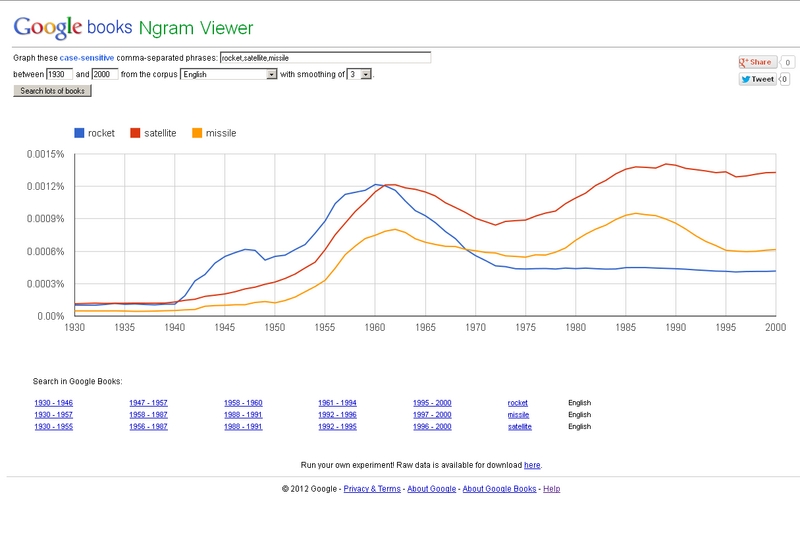 Google books Ngram Viewer
Graph these case-sensitive comma-separated phrases: rocket,satellite,missile
between 1930 and 2000 from the corpus English with smoothing of 3 .
Search lots of books
Share 0
Tweet 0
rocket satellite missile
0.0015%
0.0012%
0.0009%
0.0006%
0.0003%
0.00%
1930 1935 1940 1945 1950 1955 1960 1965 1970 1975 1980 1985 1990 1995 2000
Search in Google Books:
1930 - 1946 1947 - 1957 1958 - 1960 1961 - 1994 1995 - 2000 rocket English
1930 - 1957 1958 - 1987 1988 - 1991 1992 - 1996 1997 - 2000 missile English
1930 - 1955 1956 - 1987 1988 - 1991 1992 - 1995 1996 - 2000 satellite English
Run your own experiment! Raw data is available for download here.
© 2012 Google - Privacy & Terms - About Google - About Google Books - Help